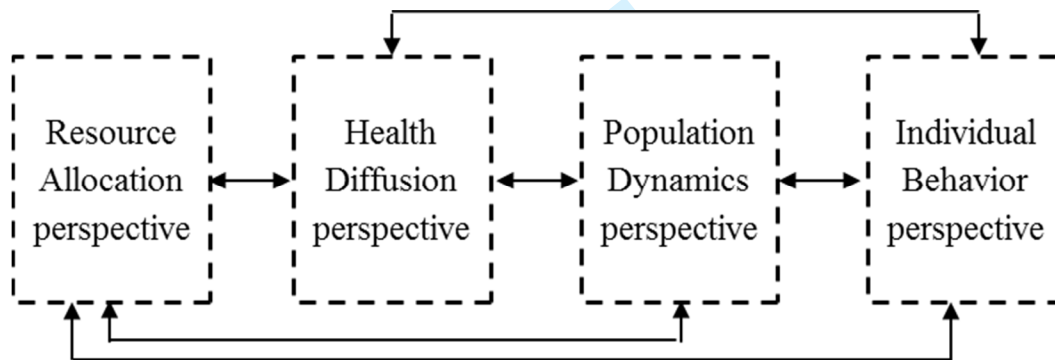 Resource
Allocation
perspective
Health
Diffusion
perspective
Population
Dynamics
perspective
Individual
Behavior
perspective